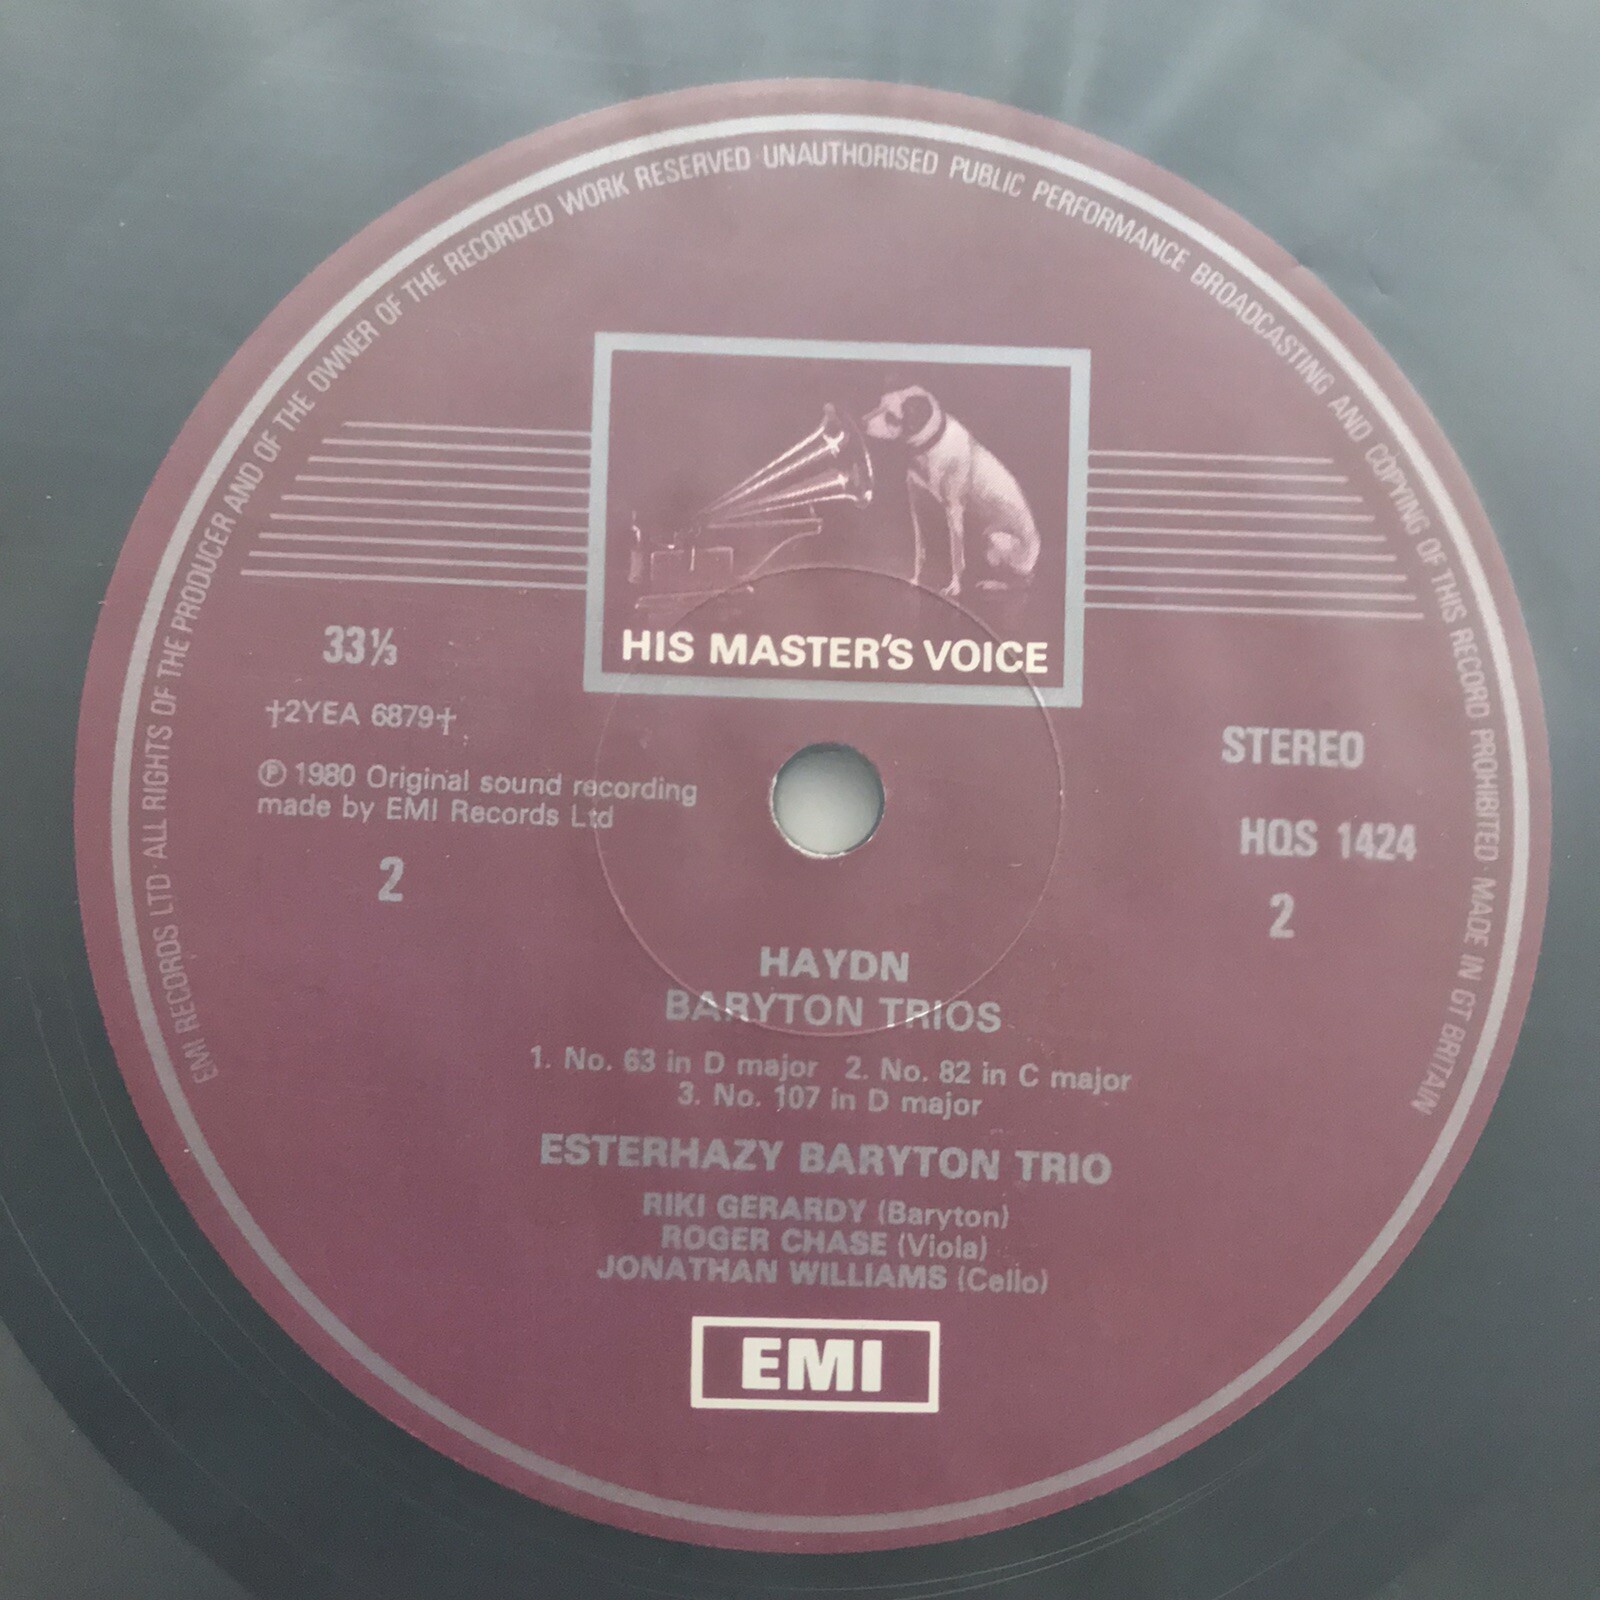 EMI RECORDS LTD · ALL RIGHTS OF THE PRODUCER AND OF THE OWNER OF THE RECORDED WORK RESERVED · UNAUTHORISED PUBLIC PERFORMANCE BROADCASTING AND COPYING OF THIS RECORD PROHIBITED · MADE IN GT BRITAIN
HIS MASTER'S VOICE
33⅓
†2YEA 6879†
℗ 1980 Original sound recording
made by EMI Records Ltd
2
STEREO
HQS 1424
2
HAYDN
BARYTON TRIOS
1. No. 63 in D major 2. No. 82 in C major
3. No. 107 in D major
ESTERHAZY BARYTON TRIO
RIKI GERARDY (Baryton)
ROGER CHASE (Viola)
JONATHAN WILLIAMS (Cello)
EMI